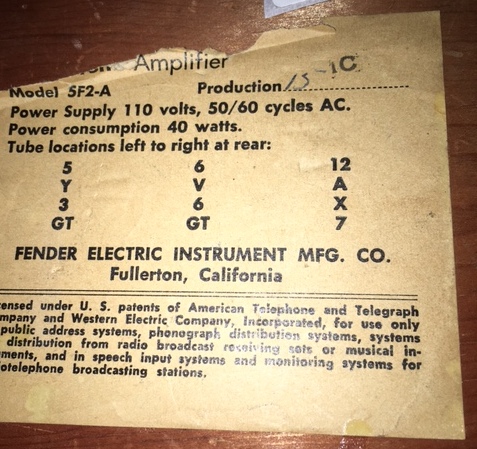 Amplifier
Model 5F2-A Production 15 IC
Power Supply 110 volts, 50/60 cycles AC.
Power consumption 40 watts.
Tube locations left to right at rear:
5 6 12
Y V A
3 6 X
GT GT 7
FENDER ELECTRIC INSTRUMENT MFG. CO.
Fullerton, California
ensed under U. S. patents of American Telephone and Telegraph
mpany and Western Electric Company, Incorporated, for use only
public address systems, phonograph distribution systems, systems
distribution from radio broadcast receiving sets or musical in-
uments, and in speech input systems and monitoring systems for
iotelephone broadcasting stations.